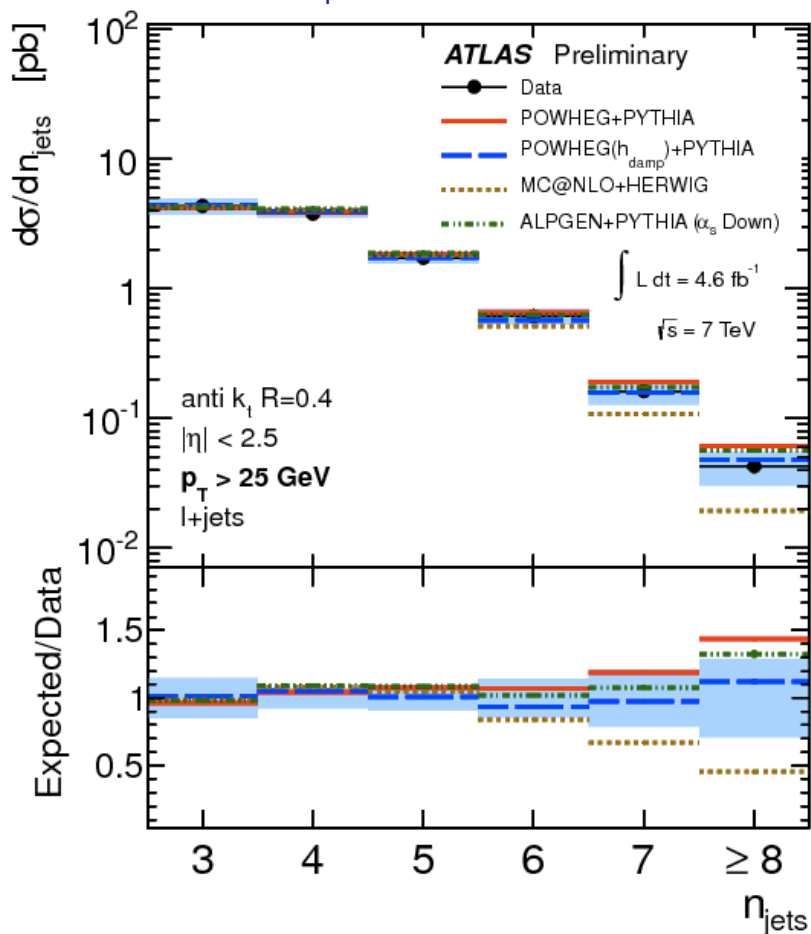 dσ/dn_jets [pb]
10²
10
1
10⁻¹
10⁻²
ATLAS Preliminary
Data
POWHEG+PYTHIA
POWHEG(h_damp)+PYTHIA
MC@NLO+HERWIG
ALPGEN+PYTHIA (α_s Down)
∫ L dt = 4.6 fb⁻¹
√s = 7 TeV
anti k_t R=0.4
|η| < 2.5
p_T > 25 GeV
l+jets
Expected/Data
1.5
1
0.5
3 4 5 6 7 ≥ 8
n_jets